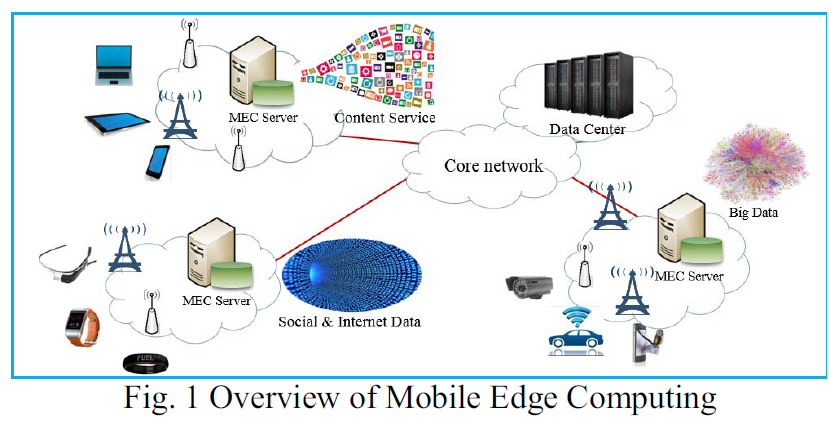 MEC Server
Content Service
Data Center
Core network
Big Data
MEC Server
MEC Server
Social & Internet Data
FUEL
Fig. 1 Overview of Mobile Edge Computing